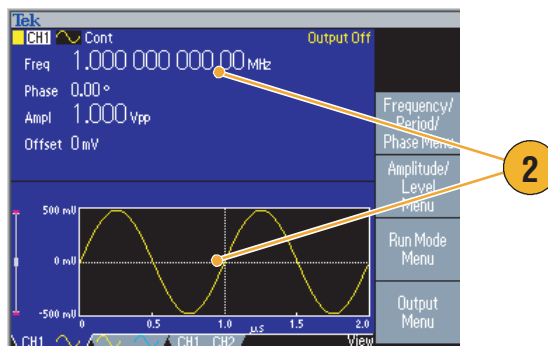 Tek
CH1 Cont Output Off
Freq 1.000 000 000 00 MHz
Phase 0.00 °
Ampl 1.000 Vpp
Offset 0 mV
Frequency/
Period/
Phase Menu
Amplitude/
Level
Menu
Run Mode
Menu
Output
Menu
2
500 mV
0 mV
-500 mV
0 0.5 1.0 1.5 2.0
µs
CH1 CH1 CH2 View